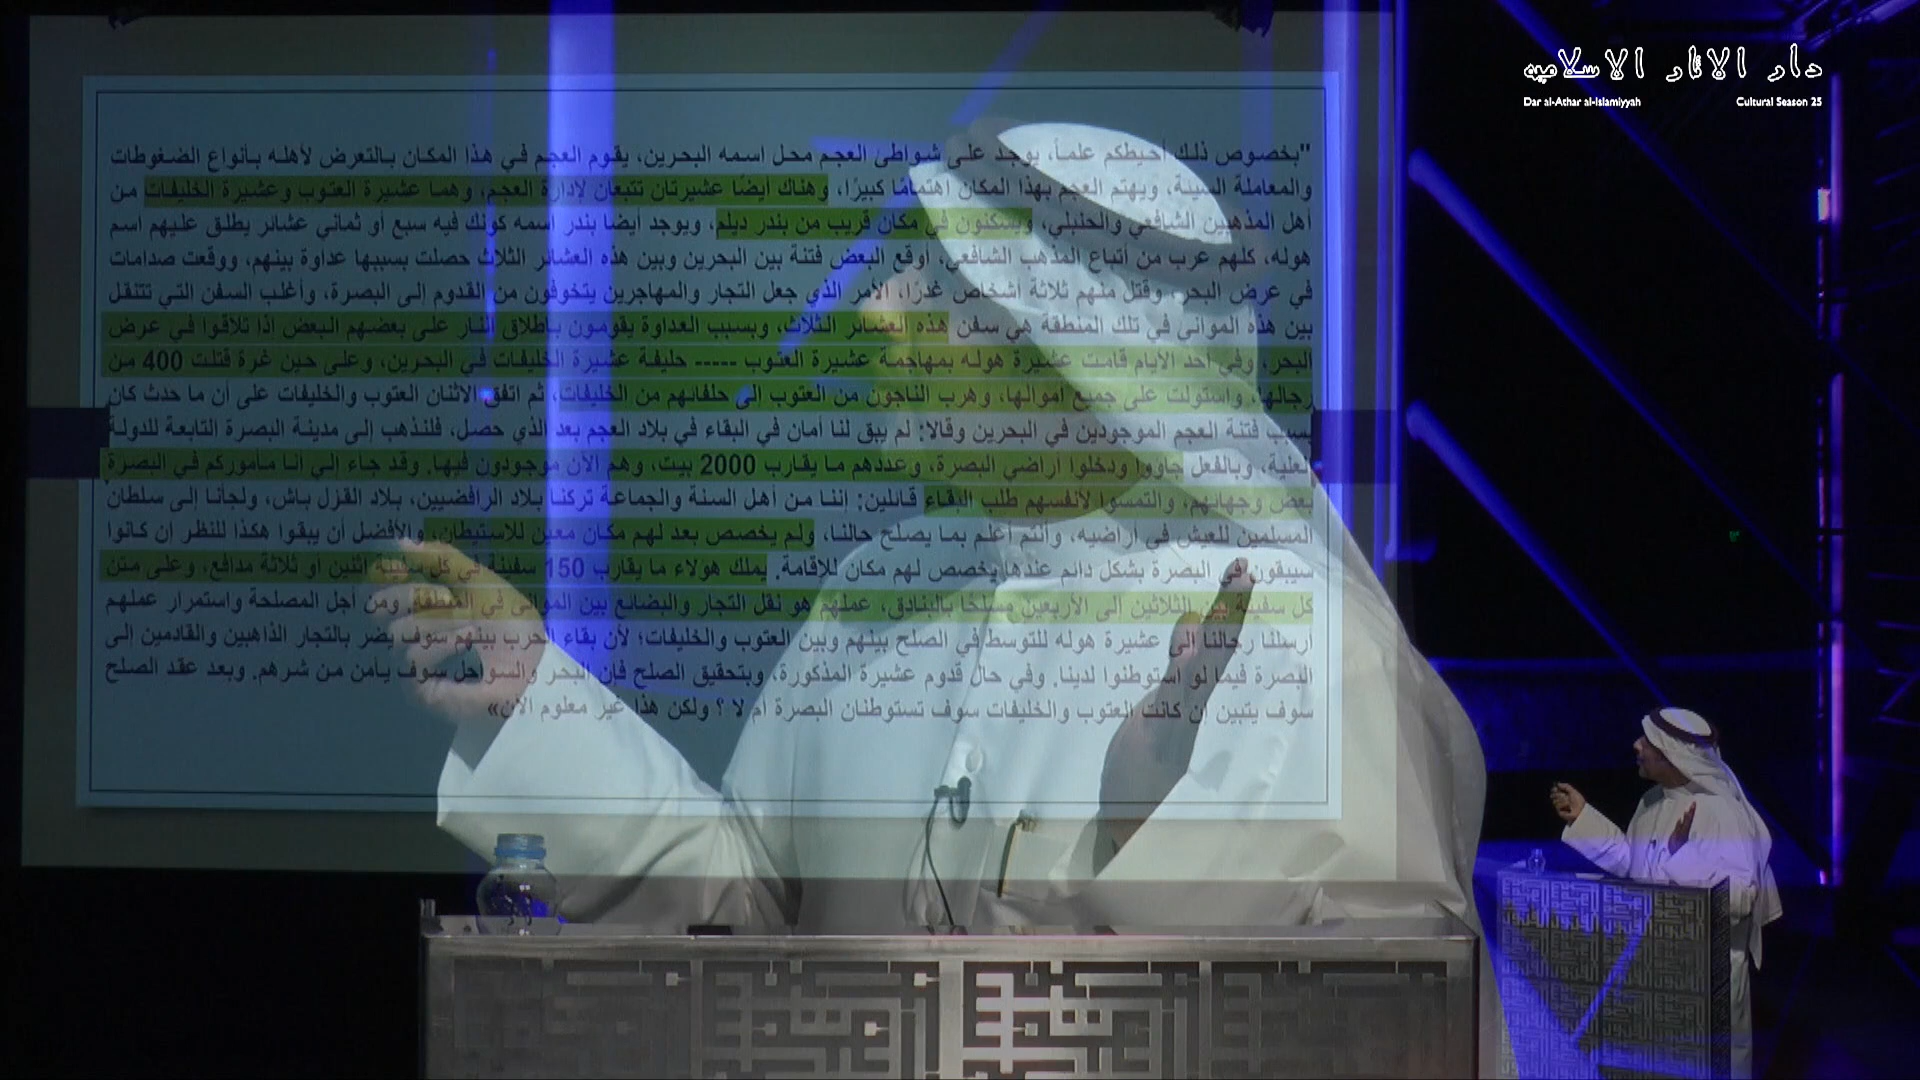 دار الآثار الإسلامية
Dar al-Athar al-Islamiyyah Cultural Season 25
"بخصوص ذلك أحيطكم علماً، يوجد على شواطئ العجم محل اسمه البحرين، يقوم العجم في هذا المكان بالتعرض لأهله بأنواع الضغوطات
والمعاملة السيئة، ويهتم العجم بهذا المكان اهتمامًا كبيرًا، وهناك أيضًا عشيرتان تتبعان لإدارة العجم، وهما عشيرة العتوب وعشيرة الخليفات من
أهل المذهبين الشافعي والحنبلي، ويسكنون في مكان قريب من بندر ديلم، ويوجد أيضا بندر اسمه كونك فيه سبع أو ثماني عشائر يطلق عليهم اسم
هوله، كلهم عرب من أتباع المذهب الشافعي، أوقع البعض فتنة بين البحرين وبين هذه العشائر الثلاث حصلت بسببها عداوة بينهم، ووقعت صدامات
في عرض البحر وقتل منهم ثلاثة أشخاص غدرًا، الأمر الذي جعل التجار والمهاجرين يتخوفون من القدوم إلى البصرة، وأغلب السفن التي تتنقل
بين هذه الموانئ في تلك المنطقة هي سفن هذه العشائر الثلاث، وبسبب العداوة يقومون بإطلاق النار على بعضهم البعض اذا تلاقوا في عرض
البحر، وفي أحد الأيام قامت عشيرة هوله بمهاجمة عشيرة العتوب ----- حليفة عشيرة الخليفات في البحرين، وعلى حين غرة قتلت 400 من
رجالها، واستولت على جميع أموالها، وهرب الناجون من العتوب الى حلفائهم من الخليفات، ثم اتفق الاثنان العتوب والخليفات على أن ما حدث كان
بسبب فتنة العجم الموجودين في البحرين وقالا: لم يبق لنا أمان في البقاء في بلاد العجم بعد الذي حصل، فلنذهب إلى مدينة البصرة التابعة للدولة
العلية، وبالفعل جاووا ودخلوا اراضي البصرة، وعددهم ما يقارب 2000 بيت، وهم الآن موجودون فيها. وقد جاء إلي أنا مأموركم في البصرة
بعض وجهائهم، والتمسوا لأنفسهم طلب البقاء قائلين: إننا من أهل السنة والجماعة تركنا بلاد الرافضيين، بلاد القزل باش، ولجأنا إلى سلطان
المسلمين للعيش في أراضيه، وأنتم أعلم بما يصلح حالنا، ولم يخصص بعد لهم مكان معين للاستيطان، والأفضل أن يبقوا هكذا للنظر إن كانوا
سيبقون في البصرة بشكل دائم عندها يخصص لهم مكان للاقامة. يملك هولاء ما يقارب 150 سفينة في كل سفينة اثنين أو ثلاثة مدافع، وعلى متن
كل سفينة بين الثلاثين إلى الأربعين مسلحًا بالبنادق، عملهم هو نقل التجار والبضائع بين الموانئ في المنطقة. ومن أجل المصلحة واستمرار عملهم
أرسلنا رجالنا إلى عشيرة هوله للتوسط في الصلح بينهم وبين العتوب والخليفات؛ لأن بقاء الحرب بينهم سوف يضر بالتجار الذاهبين والقادمين إلى
البصرة فيما لو استوطنوا لدينا. وفي حال قدوم عشيرة المذكورة، وبتحقيق الصلح فإن البحر والسواحل سوف يأمن من شرهم. وبعد عقد الصلح
سوف يتبين إن كانت العتوب والخليفات سوف تستوطنان البصرة أم لا ؟ ولكن هذا غير معلوم الآن»